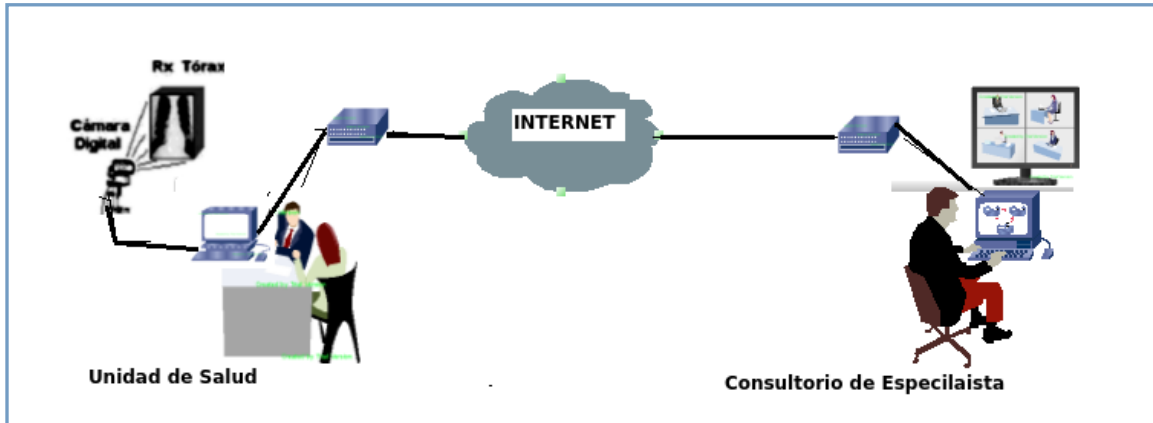 Rx Tórax
Cámara
Digital
INTERNET
Unidad de Salud
Consultorio de Especilaista